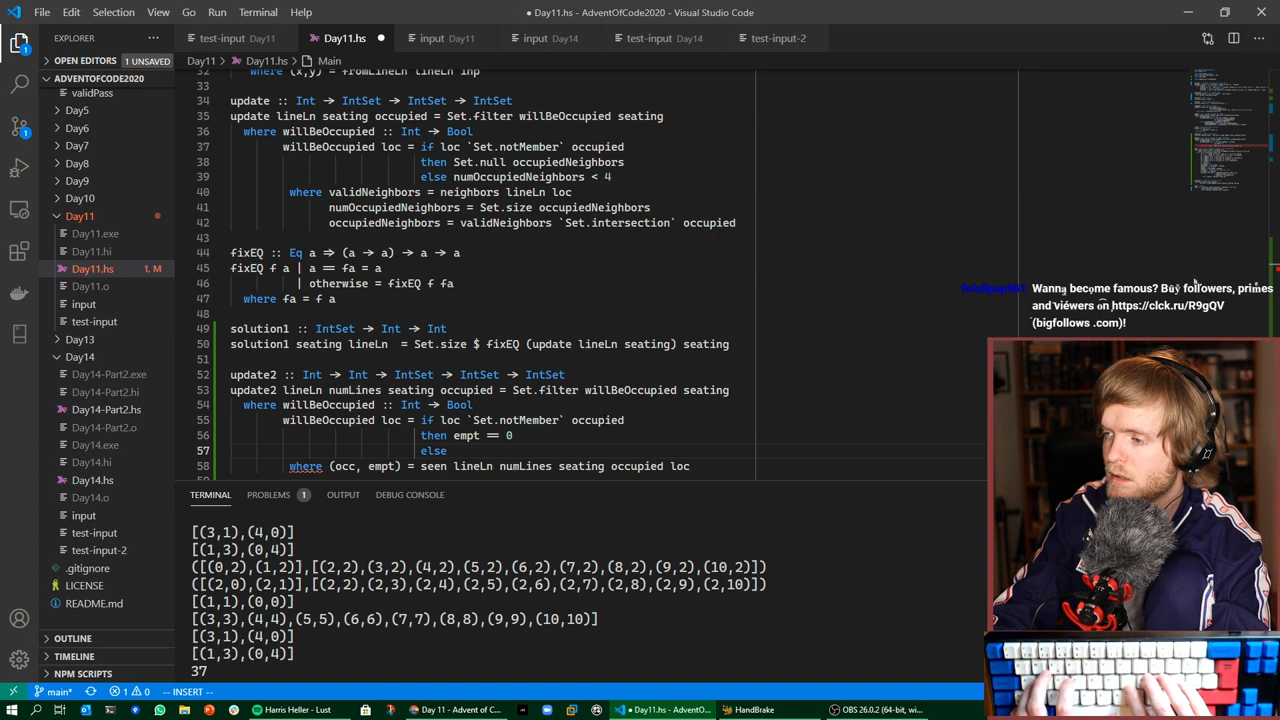 File Edit Selection View Go Run Terminal Help
● Day11.hs - AdventOfCode2020 - Visual Studio Code
EXPLORER
test-input Day11
Day11.hs
input Day11
input Day14
test-input Day14
test-input-2
OPEN EDITORS 1 UNSAVED
Day11 > Day11.hs > Main
ADVENTOFCODE2020
validPass
Day5
Day6
Day7
Day8
Day9
Day10
Day11
Day11.exe
Day11.hi
Day11.hs 1, M
Day11.o
input
test-input
Day13
Day14
Day14-Part2.exe
Day14-Part2.hi
Day14-Part2.hs
Day14-Part2.o
Day14.exe
Day14.hi
Day14.hs
Day14.o
input
test-input
test-input-2
.gitignore
LICENSE
README.md
OUTLINE
TIMELINE
NPM SCRIPTS
32 where (x,y) = fromLineLn lineLn inp
33
34 update :: Int → IntSet → IntSet → IntSet
35 update lineLn seating occupied = Set.filter willBeOccupied seating
36 where willBeOccupied :: Int → Bool
37 willBeOccupied loc = if loc `Set.notMember` occupied
38 then Set.null occupiedNeighbors
39 else numOccupiedNeighbors < 4
40 where validNeighbors = neighbors lineLn loc
41 numOccupiedNeighbors = Set.size occupiedNeighbors
42 occupiedNeighbors = validNeighbors `Set.intersection` occupied
43
44 fixEQ :: Eq a ⇒ (a → a) → a → a
45 fixEQ f a | a == fa = a
46 | otherwise = fixEQ f fa
47 where fa = f a
48
49 solution1 :: IntSet → Int → Int
50 solution1 seating lineLn = Set.size $ fixEQ (update lineLn seating) seating
51
52 update2 :: Int → Int → IntSet → IntSet → IntSet
53 update2 lineLn numLines seating occupied = Set.filter willBeOccupied seating
54 where willBeOccupied :: Int → Bool
55 willBeOccupied loc = if loc `Set.notMember` occupied
56 then empt == 0
57 else
58 where (occ, empt) = seen lineLn numLines seating occupied loc
Wanna become famous? Buy followers, primes
and viewers on https://clck.ru/R9gQV
(bigfollows .com)!
TERMINAL PROBLEMS 1 OUTPUT DEBUG CONSOLE
[(3,1),(4,0)]
[(1,3),(0,4)]
([(0,2),(1,2)],[(2,2),(3,2),(4,2),(5,2),(6,2),(7,2),(8,2),(9,2),(10,2)])
([(2,0),(2,1)],[(2,2),(2,3),(2,4),(2,5),(2,6),(2,7),(2,8),(2,9),(2,10)])
[(1,1),(0,0)]
[(3,3),(4,4),(5,5),(6,6),(7,7),(8,8),(9,9),(10,10)]
[(3,1),(4,0)]
[(1,3),(0,4)]
37
main* 1 0 -- INSERT --
Harris Heller - Lust
Day 11 - Advent of C...
Day11.hs - AdventO...
HandBrake
OBS 26.0.2 (64-bit, wi...